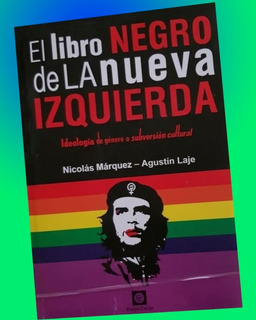 El libro NEGRO
de LA nueva
IZQUIERDA
Ideología de género o subversión cultural
Nicolás Márquez – Agustín Laje